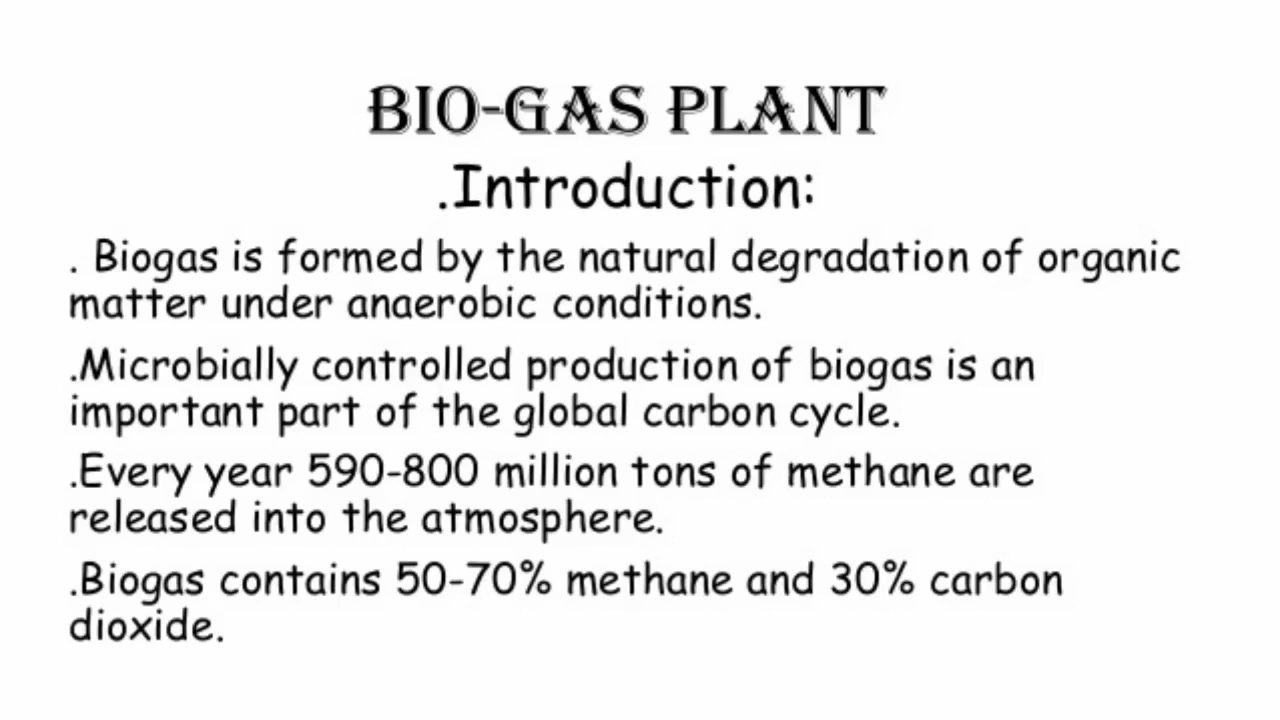 BIO-GAS PLANT
.Introduction:
. Biogas is formed by the natural degradation of organic
matter under anaerobic conditions.
.Microbially controlled production of biogas is an
important part of the global carbon cycle.
.Every year 590-800 million tons of methane are
released into the atmosphere.
.Biogas contains 50-70% methane and 30% carbon
dioxide.